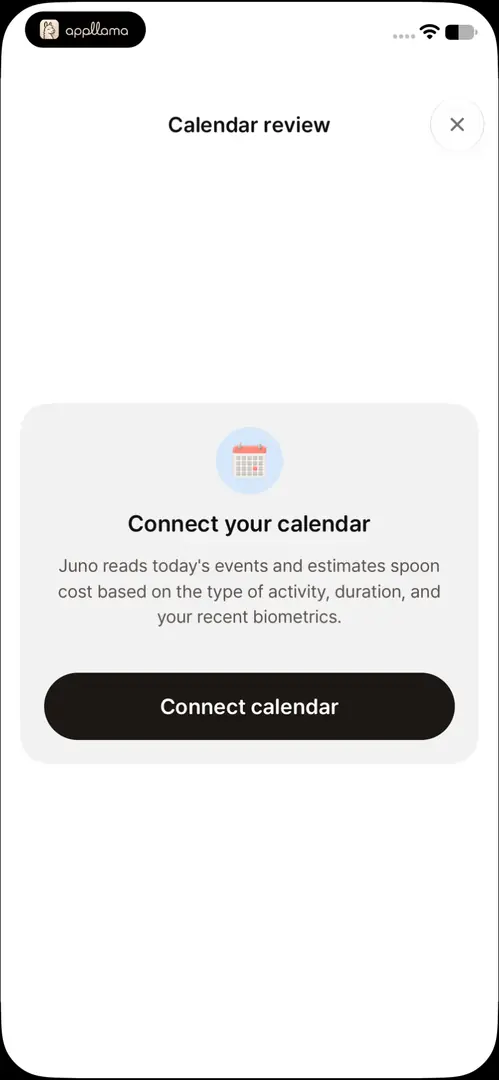 appllama
Calendar review
Connect your calendar
Juno reads today's events and estimates spoon
cost based on the type of activity, duration, and
your recent biometrics.
Connect calendar